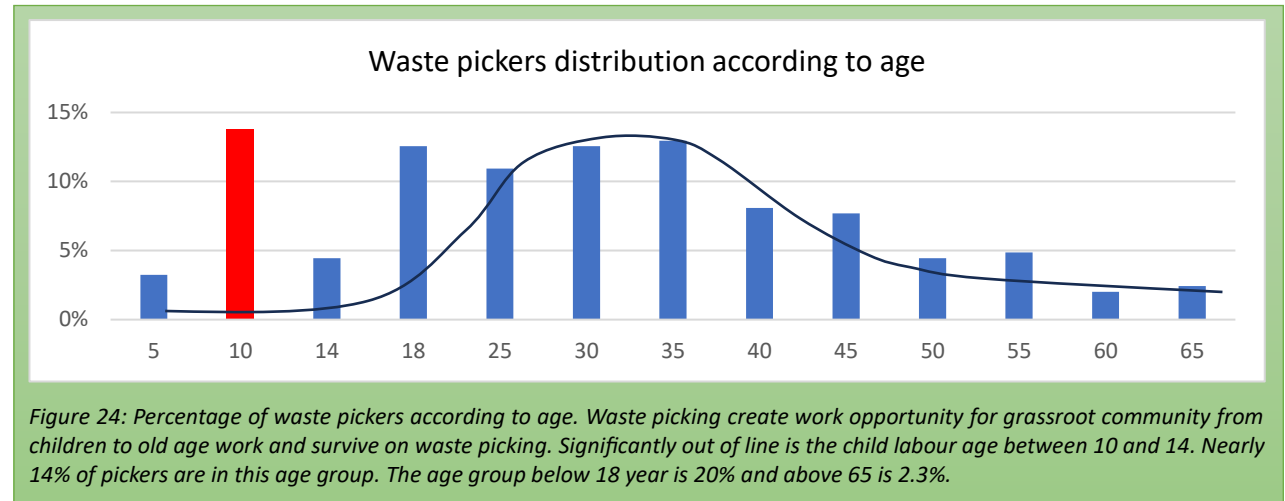 Waste pickers distribution according to age
15%
10%
5%
0%
5 10 14 18 25 30 35 40 45 50 55 60 65
Figure 24: Percentage of waste pickers according to age. Waste picking create work opportunity for grassroot community from
children to old age work and survive on waste picking. Significantly out of line is the child labour age between 10 and 14. Nearly
14% of pickers are in this age group. The age group below 18 year is 20% and above 65 is 2.3%.